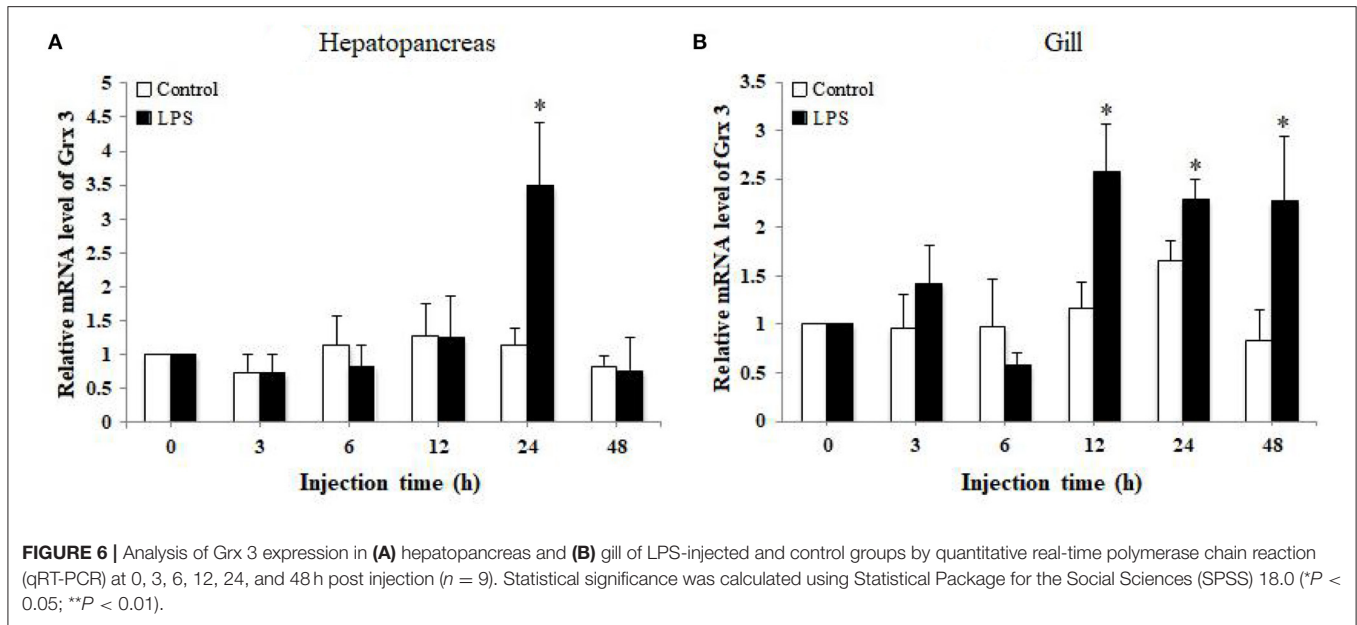 A
Hepatopancreas
Control
LPS
Relative mRNA level of Grx 3
5
4.5
4
3.5
3
2.5
2
1.5
1
0.5
0
*
0 3 6 12 24 48
Injection time (h)
B
Gill
Control
LPS
Relative mRNA level of Grx 3
3.5
3
2.5
2
1.5
1
0.5
0
* * *
0 3 6 12 24 48
Injection time (h)
FIGURE 6 | Analysis of Grx 3 expression in (A) hepatopancreas and (B) gill of LPS-injected and control groups by quantitative real-time polymerase chain reaction
(qRT-PCR) at 0, 3, 6, 12, 24, and 48 h post injection (n = 9). Statistical significance was calculated using Statistical Package for the Social Sciences (SPSS) 18.0 (*P <
0.05; **P < 0.01).